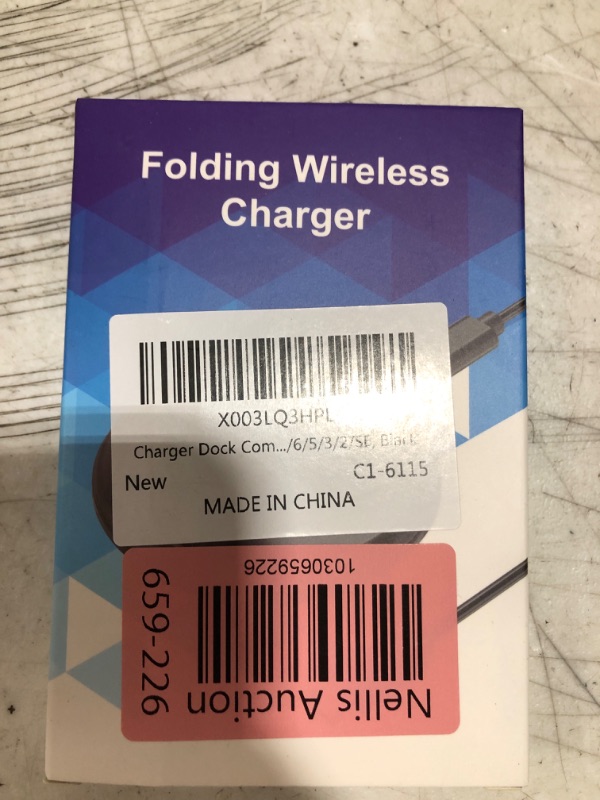 Folding Wireless
Charger
X003LQ3HPL
Charger Dock Com.../6/5/3/2/SE, Black
New
C1-6115
MADE IN CHINA
1030659226
659-226
Nellis Auction